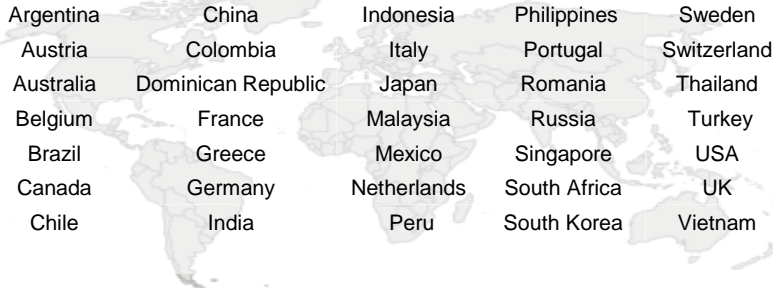 Argentina China Indonesia Philippines Sweden
Austria Colombia Italy Portugal Switzerland
Australia Dominican Republic Japan Romania Thailand
Belgium France Malaysia Russia Turkey
Brazil Greece Mexico Singapore USA
Canada Germany Netherlands South Africa UK
Chile India Peru South Korea Vietnam